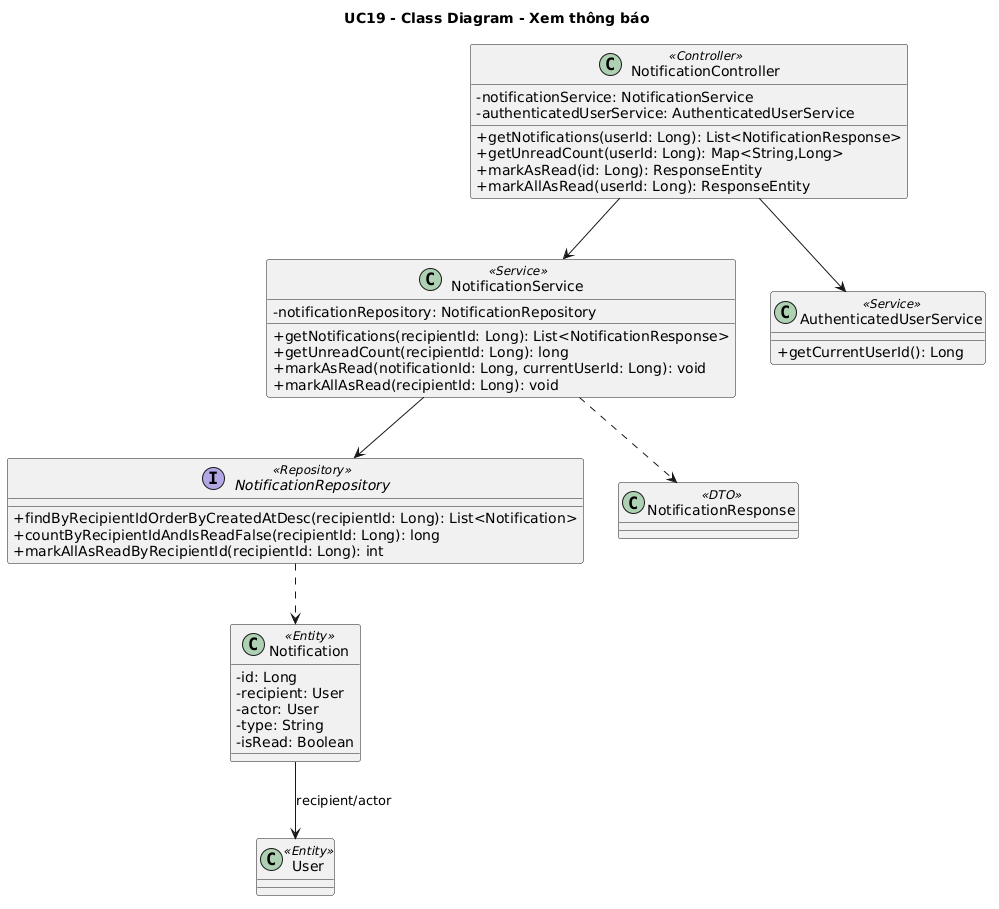 UC19 - Class Diagram - Xem thông báo
«Controller»
C NotificationController
-notificationService: NotificationService
-authenticatedUserService: AuthenticatedUserService
+getNotifications(userId: Long): List<NotificationResponse>
+getUnreadCount(userId: Long): Map<String,Long>
+markAsRead(id: Long): ResponseEntity
+markAllAsRead(userId: Long): ResponseEntity
«Service»
C NotificationService
-notificationRepository: NotificationRepository
+getNotifications(recipientId: Long): List<NotificationResponse>
+getUnreadCount(recipientId: Long): long
+markAsRead(notificationId: Long, currentUserId: Long): void
+markAllAsRead(recipientId: Long): void
«Service»
C AuthenticatedUserService
+getCurrentUserId(): Long
«Repository»
I NotificationRepository
+findByRecipientIdOrderByCreatedAtDesc(recipientId: Long): List<Notification>
+countByRecipientIdAndIsReadFalse(recipientId: Long): long
+markAllAsReadByRecipientId(recipientId: Long): int
«DTO»
C NotificationResponse
«Entity»
C Notification
-id: Long
-recipient: User
-actor: User
-type: String
-isRead: Boolean
recipient/actor
«Entity»
C User